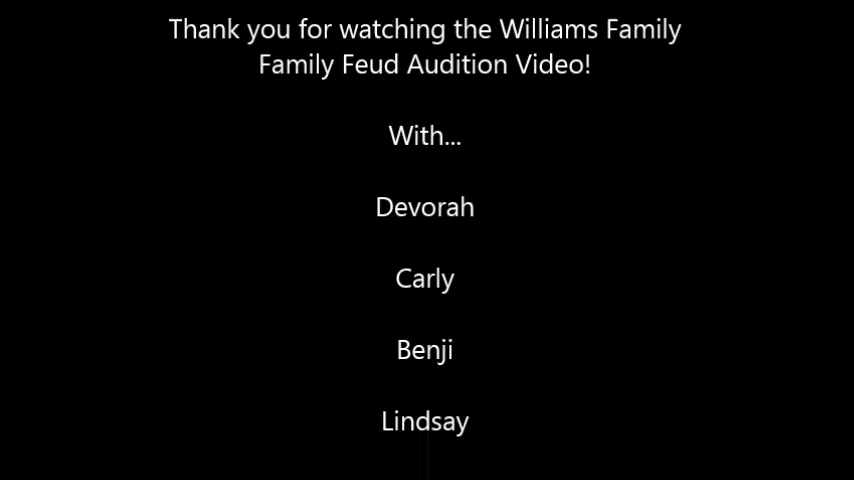 Thank you for watching the Williams Family
Family Feud Audition Video!
With...
Devorah
Carly
Benji
Lindsay